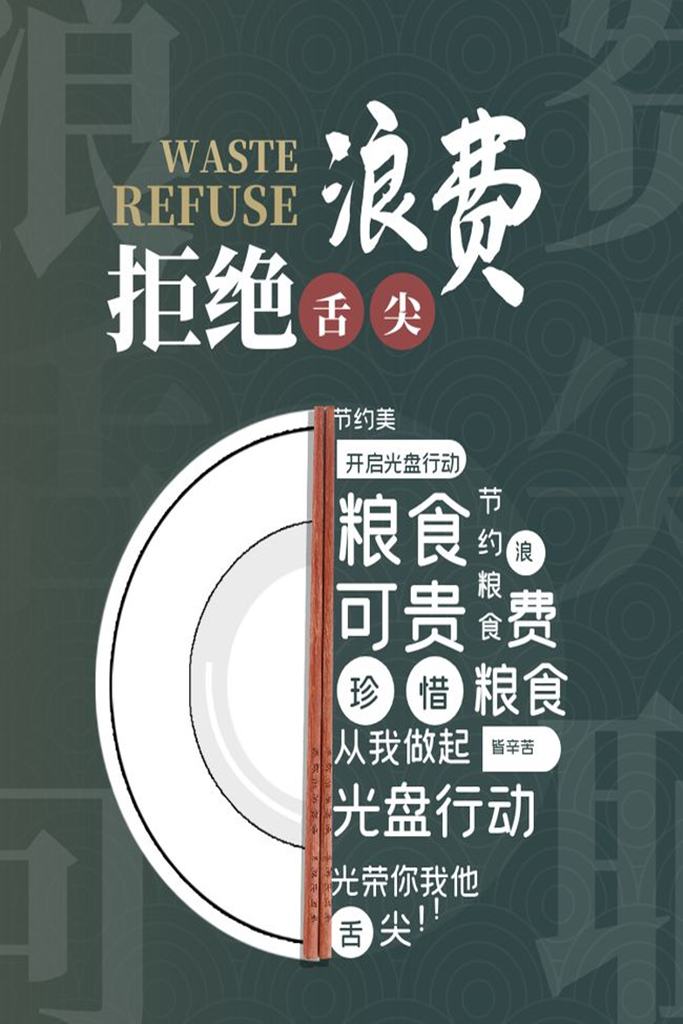 WASTE
REFUSE
浪费
拒绝舌尖
节约美
开启光盘行动
粮食
可贵
节约粮食
浪
费
珍惜粮食
从我做起
皆辛苦
光盘行动
光荣你我他
舌尖!!